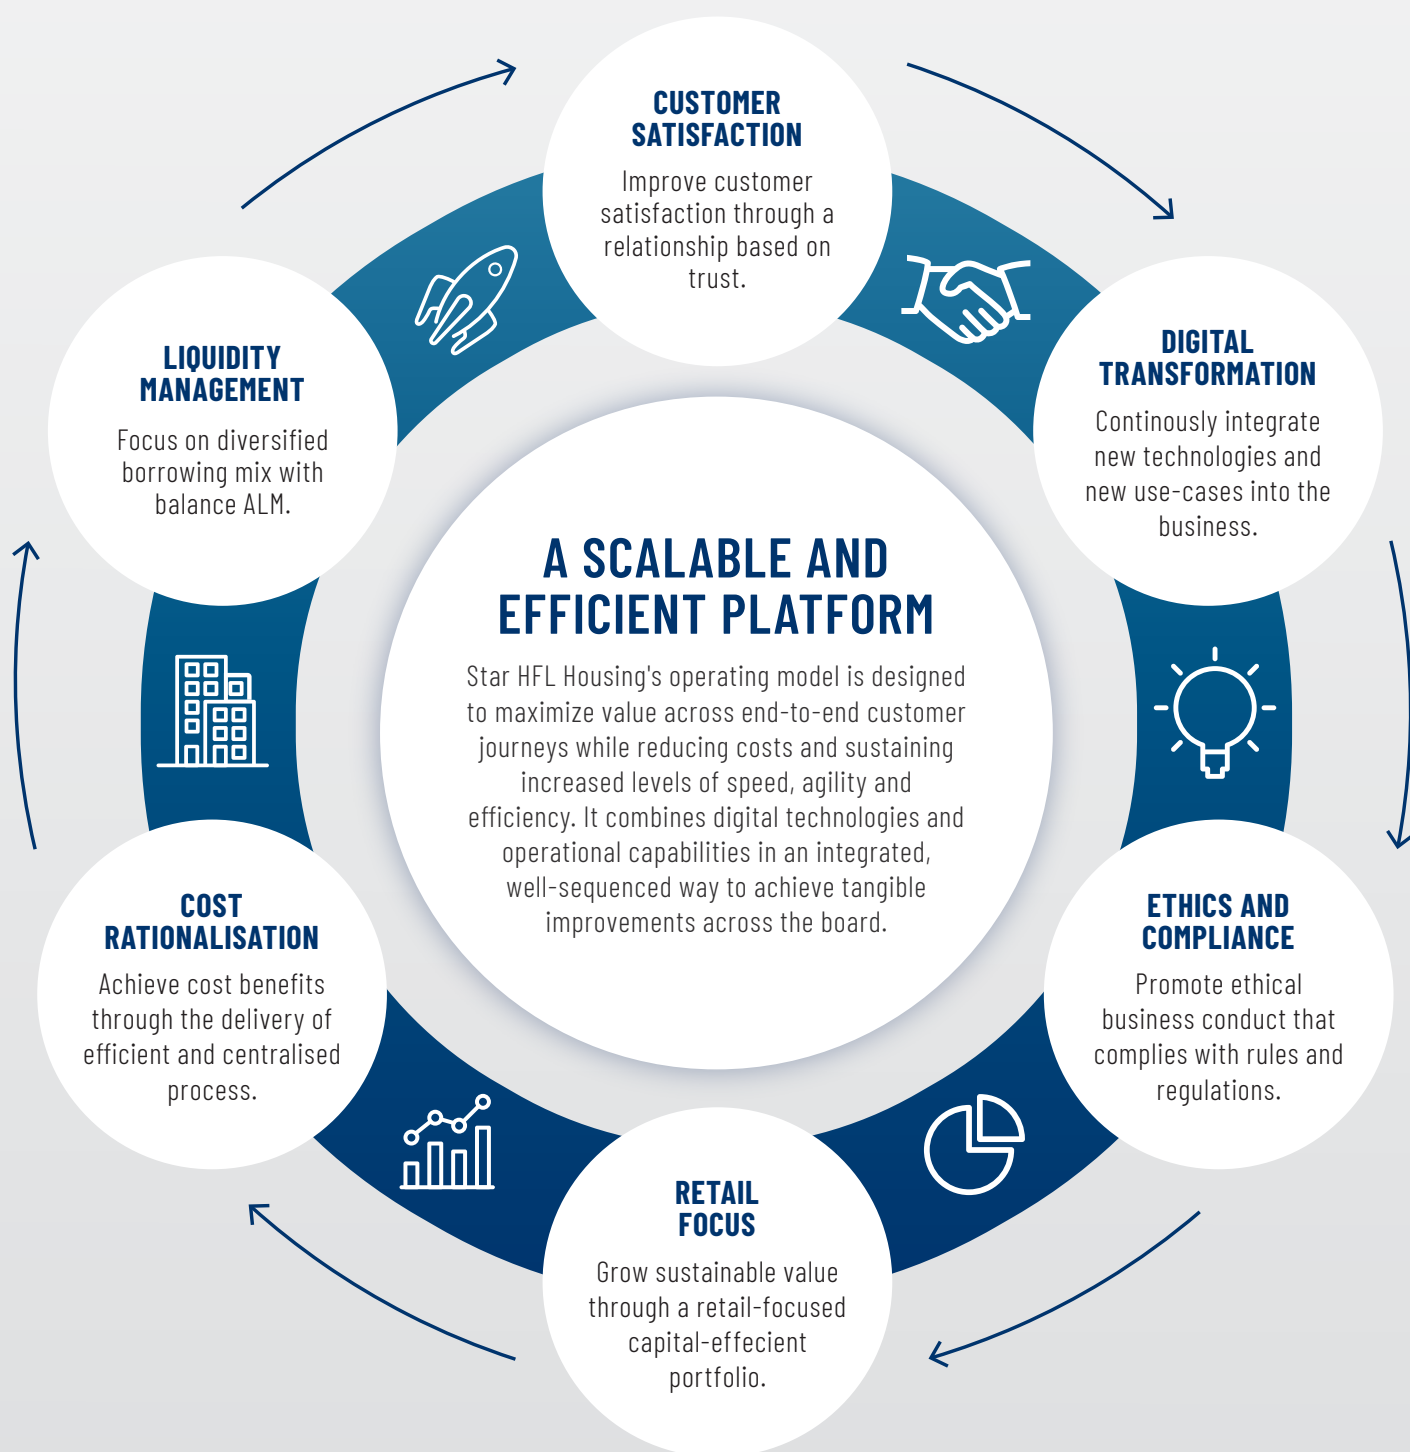 CUSTOMER
SATISFACTION
Improve customer
satisfaction through a
relationship based on
trust.
DIGITAL
TRANSFORMATION
Continously integrate
new technologies and
new use-cases into the
business.
ETHICS AND
COMPLIANCE
Promote ethical
business conduct that
complies with rules and
regulations.
RETAIL
FOCUS
Grow sustainable value
through a retail-focused
capital-effecient
portfolio.
COST
RATIONALISATION
Achieve cost benefits
through the delivery of
efficient and centralised
process.
LIQUIDITY
MANAGEMENT
Focus on diversified
borrowing mix with
balance ALM.
A SCALABLE AND
EFFICIENT PLATFORM
Star HFL Housing's operating model is designed
to maximize value across end-to-end customer
journeys while reducing costs and sustaining
increased levels of speed, agility and
efficiency. It combines digital technologies and
operational capabilities in an integrated,
well-sequenced way to achieve tangible
improvements across the board.